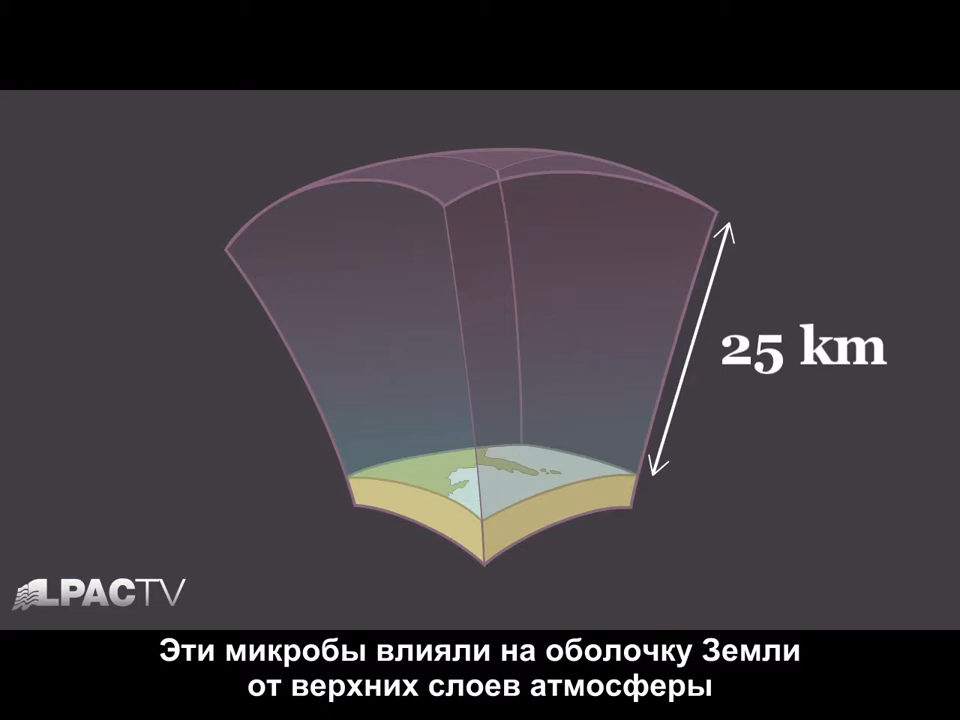 25 km
LPACTV
Эти микробы влияли на оболочку Земли
от верхних слоев атмосферы